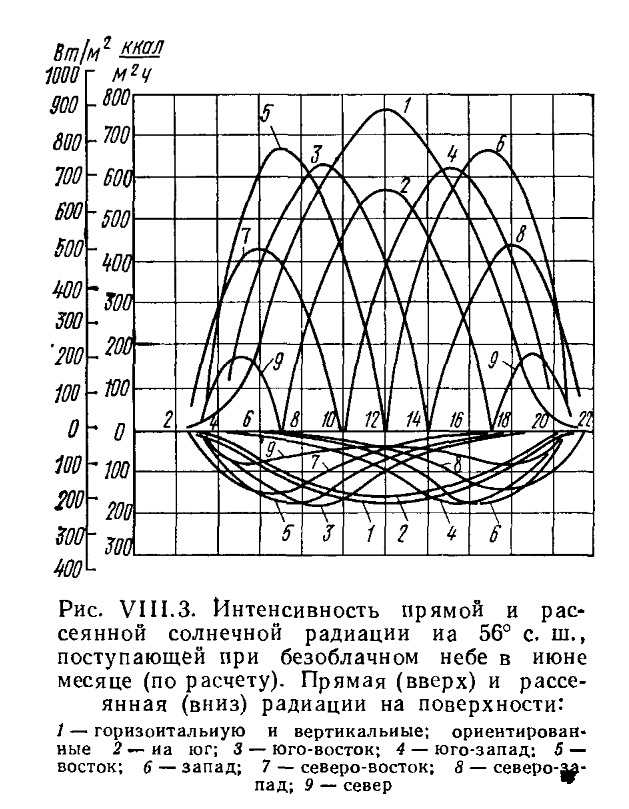 Вт/м² ккал
1000 м²ч
900 800
800 700
700 600
600 500
500 400
400 300
300
200 200
100 100
0 0
100 100
200 200
300 300
400
5 1
3 4 6
2
7 8
9 9
2 4 6 8 10 12 14 16 18 20 22
9 7 8
5 3 1 2 4 6
Рис. VIII.3. Интенсивность прямой и рас-
сеянной солнечной радиации иа 56° с. ш.,
поступающей при безоблачном небе в июне
месяце (по расчету). Прямая (вверх) и рассе-
янная (вниз) радиации на поверхности:
1 — горизоитальиую и вертикальиые; ориентирован-
ные 2 — иа юг; 3 — юго-восток; 4 — юго-запад; 5 —
восток; 6 — запад; 7 — северо-восток; 8 — северо-за-
пад; 9 — север